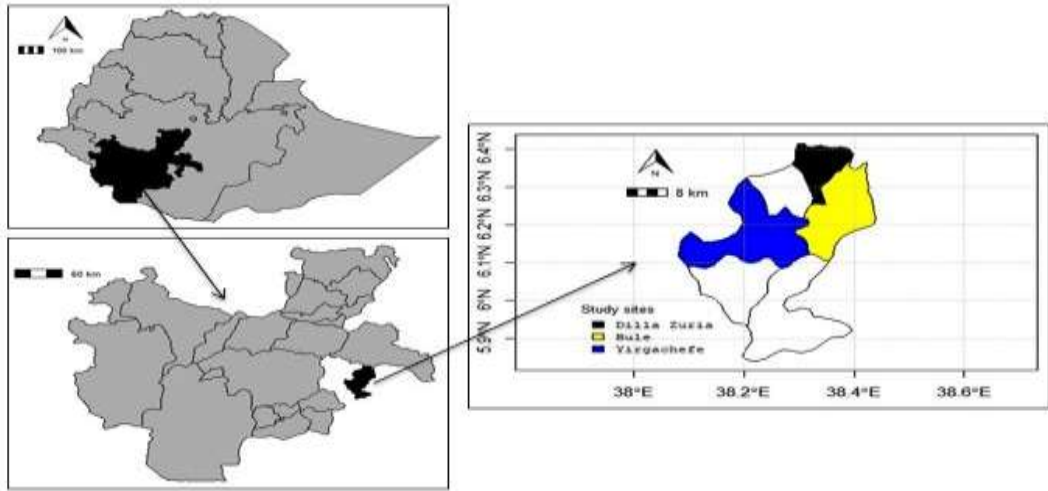 N
100 km
60 km
N
8 km
6.4°N
6.3°N
6.2°N
6.1°N
6°N
5.9°N
Study sites
Dilla Zuria
Bule
Yirgachefe
38°E
38.2°E
38.4°E
38.6°E